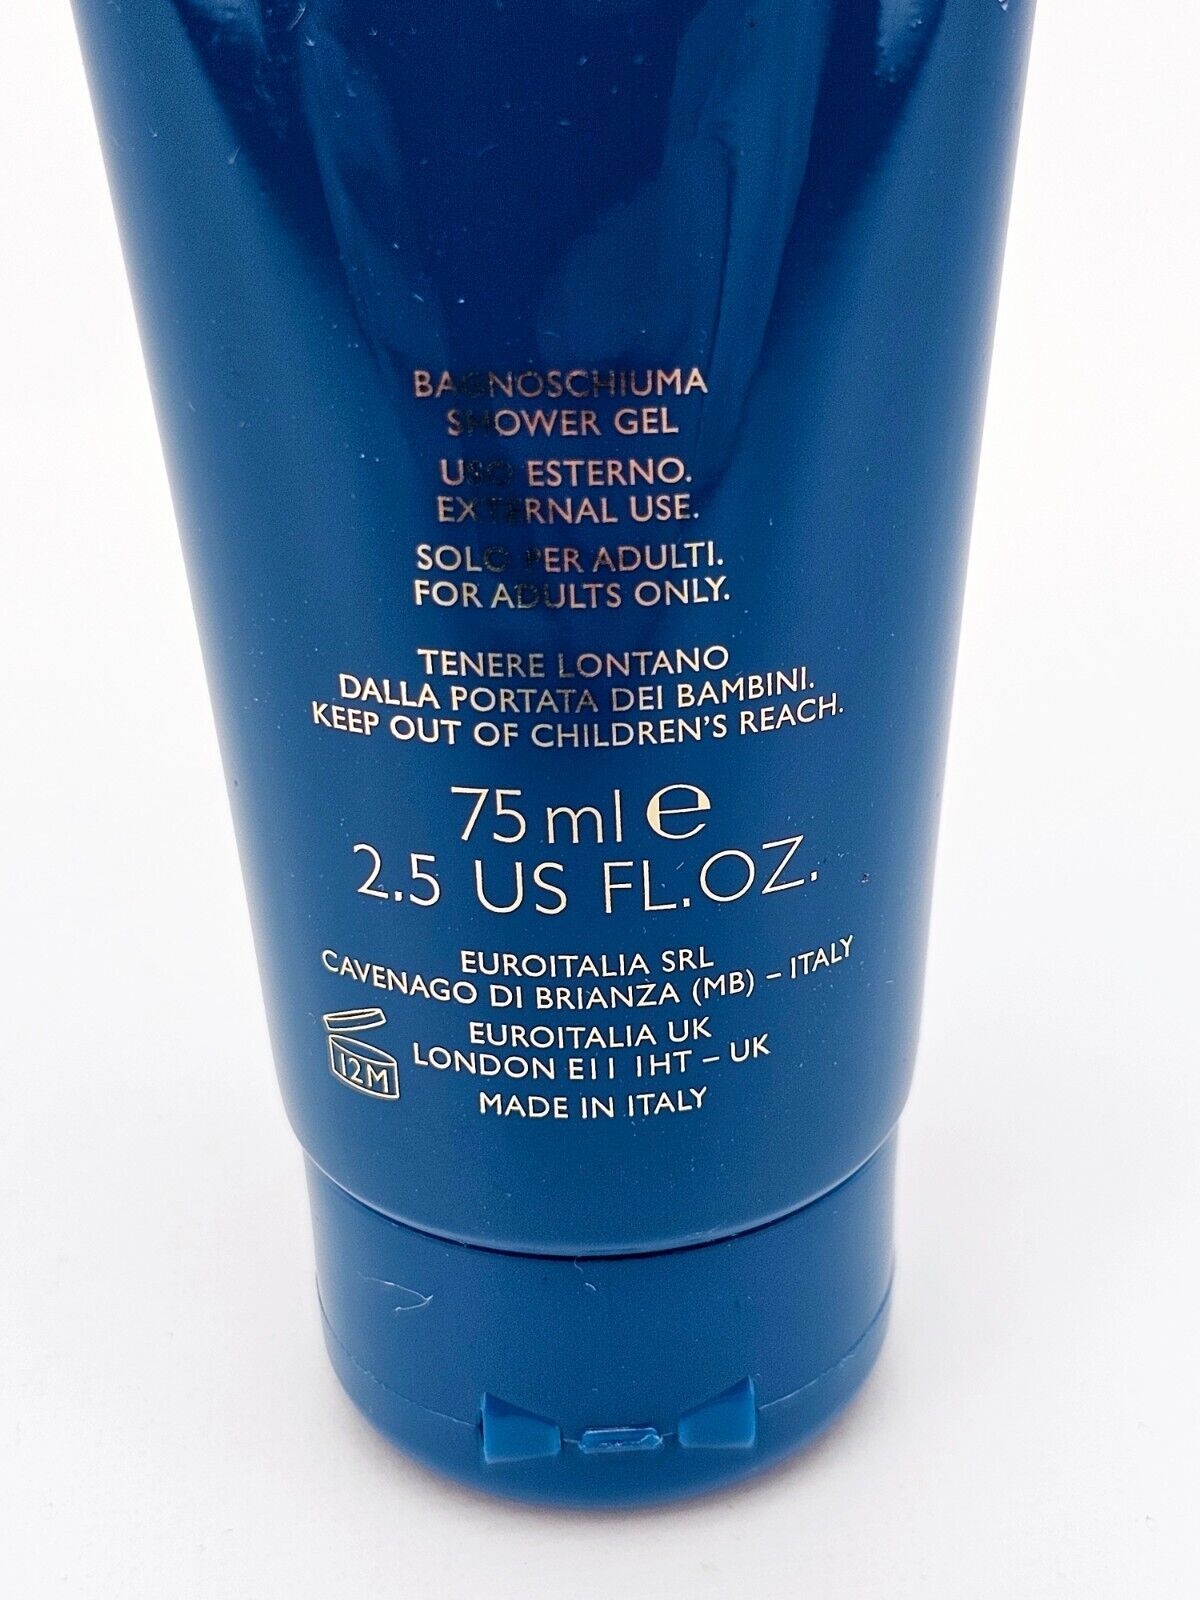 BAGNOSCHIUMA
SHOWER GEL
USO ESTERNO.
EXTERNAL USE.
SOLO PER ADULTI.
FOR ADULTS ONLY.
TENERE LONTANO
DALLA PORTATA DEI BAMBINI.
KEEP OUT OF CHILDREN'S REACH.
75 ml ℮
2.5 US FL.OZ.
EUROITALIA SRL
CAVENAGO DI BRIANZA (MB) – ITALY
EUROITALIA UK
LONDON E11 1HT – UK
12M
MADE IN ITALY